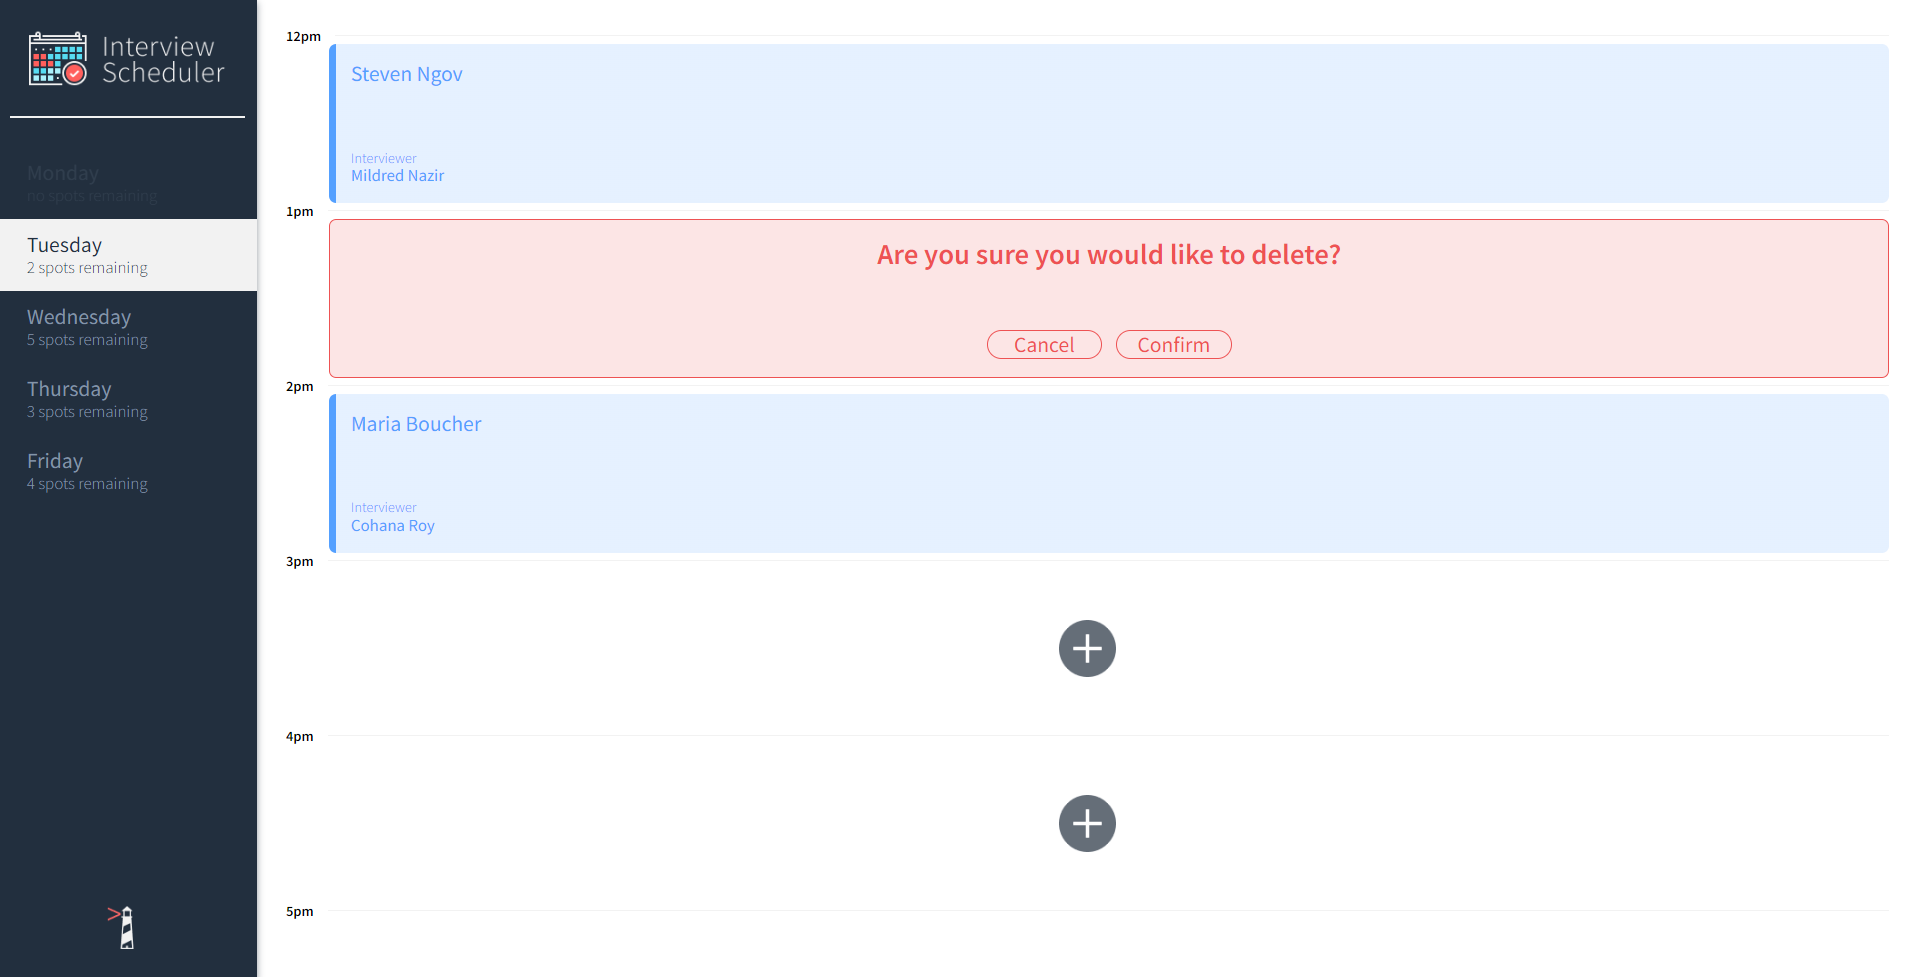 Interview
Scheduler
Monday
no spots remaining
Tuesday
2 spots remaining
Wednesday
5 spots remaining
Thursday
3 spots remaining
Friday
4 spots remaining
12pm
Steven Ngov
Interviewer
Mildred Nazir
1pm
Are you sure you would like to delete?
Cancel Confirm
2pm
Maria Boucher
Interviewer
Cohana Roy
3pm
4pm
5pm